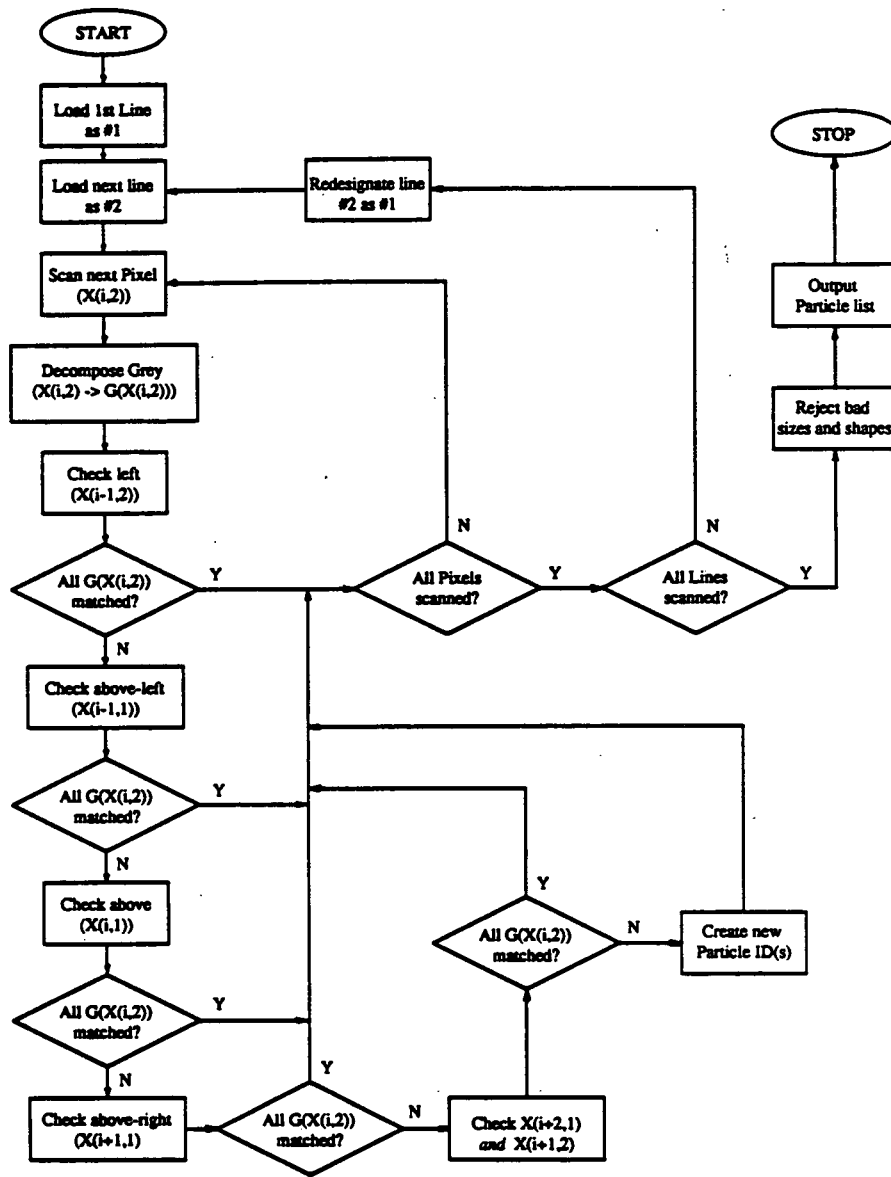 START
Load 1st Line
as #1
STOP
Load next line
as #2
Redesignate line
#2 as #1
Scan next Pixel
(X(i,2))
Output
Particle list
Decompose Grey
(X(i,2) -> G(X(i,2)))
Reject bad
sizes and shapes
Check left
(X(i-1,2))
N
N
All G(X(i,2))
matched?
Y
All Pixels
scanned?
Y
All Lines
scanned?
Y
N
Check above-left
(X(i-1,1))
All G(X(i,2))
matched?
Y
N
Check above
(X(i,1))
Y
All G(X(i,2))
matched?
N
Create new
Particle ID(s)
All G(X(i,2))
matched?
Y
N
Y
Check above-right
(X(i+1,1)
All G(X(i,2))
matched?
N
Check X(i+2,1)
and X(i+1,2)